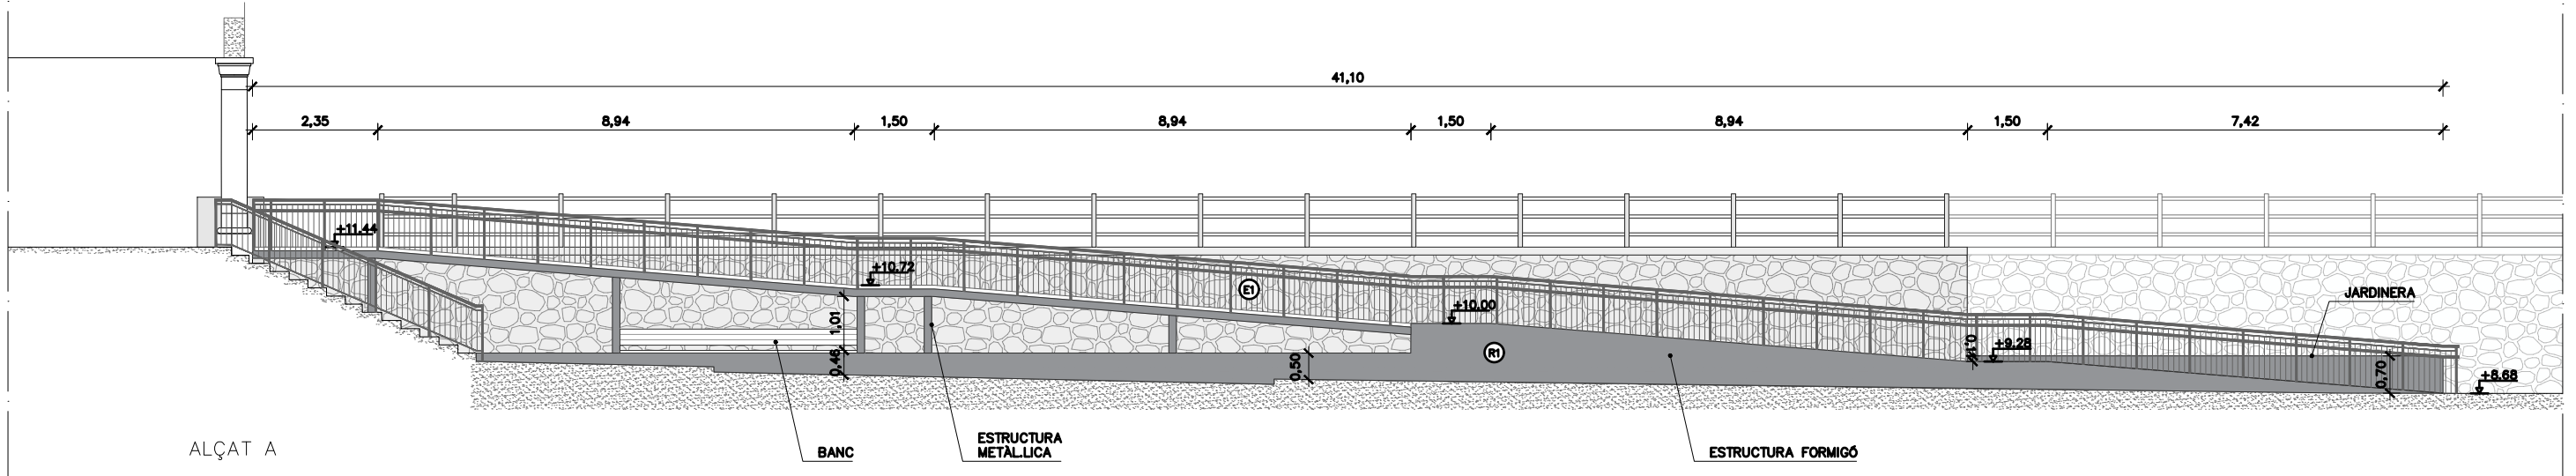 41,10
2,35
8,94
1,50
8,94
1,50
8,94
1,50
7,42
+11.44
+10.72
E1
+10.00
JARDINERA
1,01
0,46
0,50
R1
0,1
+9.28
0,70
+8.68
ALÇAT A
BANC
ESTRUCTURA
METÀL.LICA
ESTRUCTURA FORMIGÓ